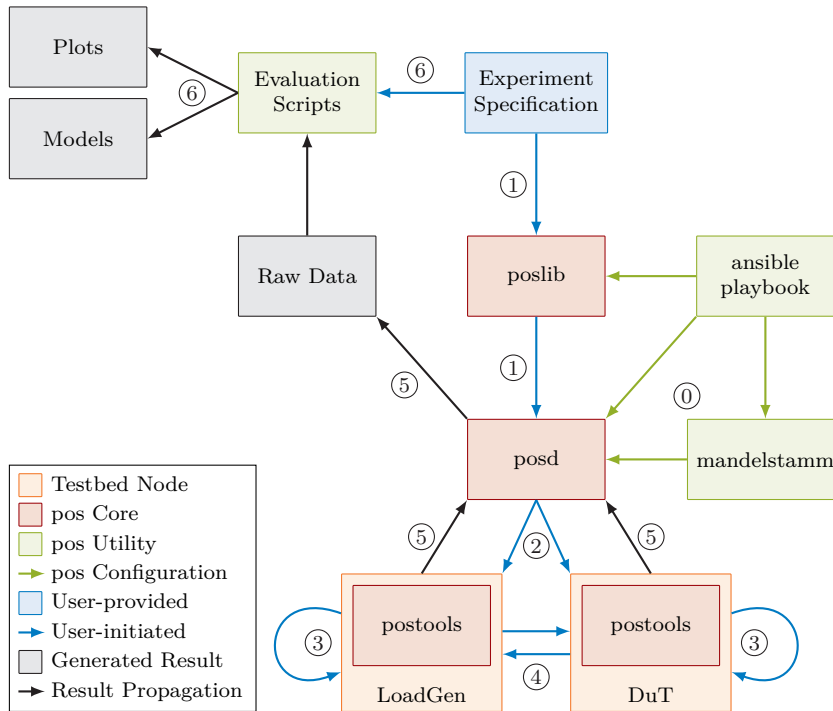 Plots
Models
⑥
Evaluation
Scripts
⑥
Experiment
Specification
①
Raw Data
poslib
ansible
playbook
①
⑤
⓪
posd
mandelstamm
Testbed Node
pos Core
pos Utility
pos Configuration
User-provided
User-initiated
Generated Result
Result Propagation
⑤
②
⑤
③
postools
LoadGen
④
postools
DuT
③